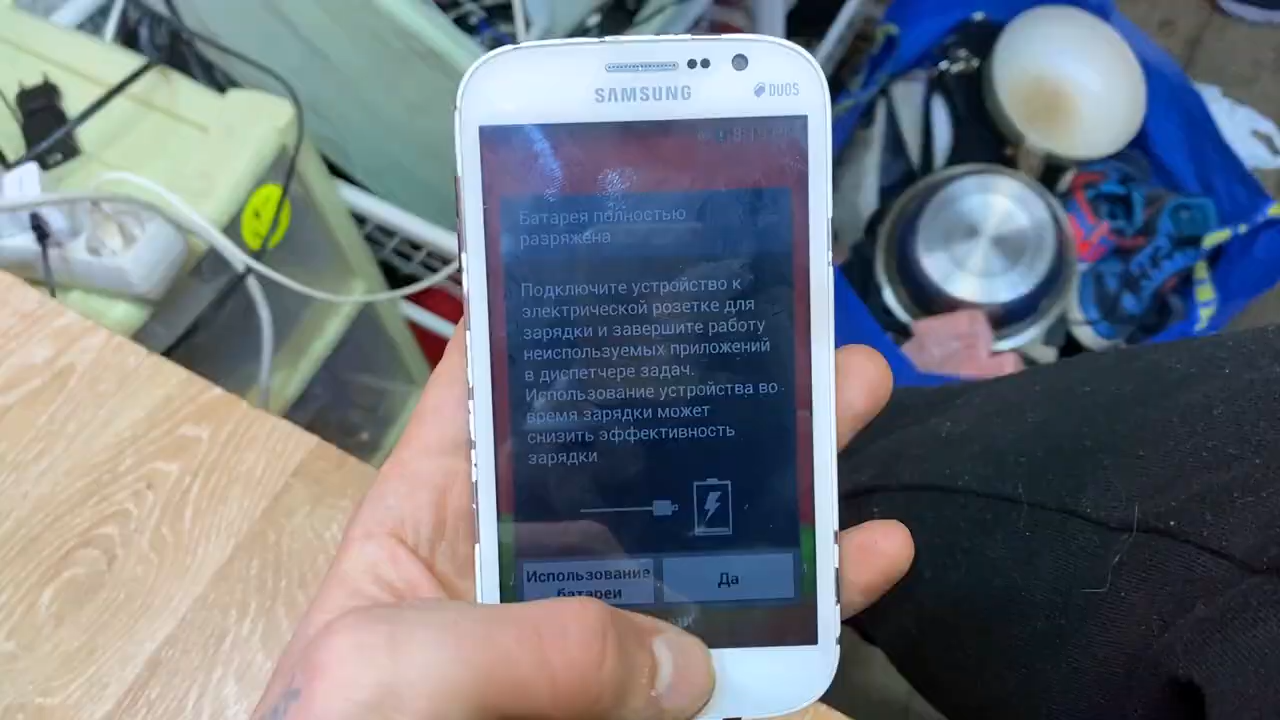 SAMSUNG
DUOS
Батарея полностью
разряжена
Подключите устройство к
электрической розетке для
зарядки и завершите работу
неиспользуемых приложений
в диспетчере задач.
Использование устройства во
время зарядки может
снизить эффективность
зарядки
Использование
батареи
Да